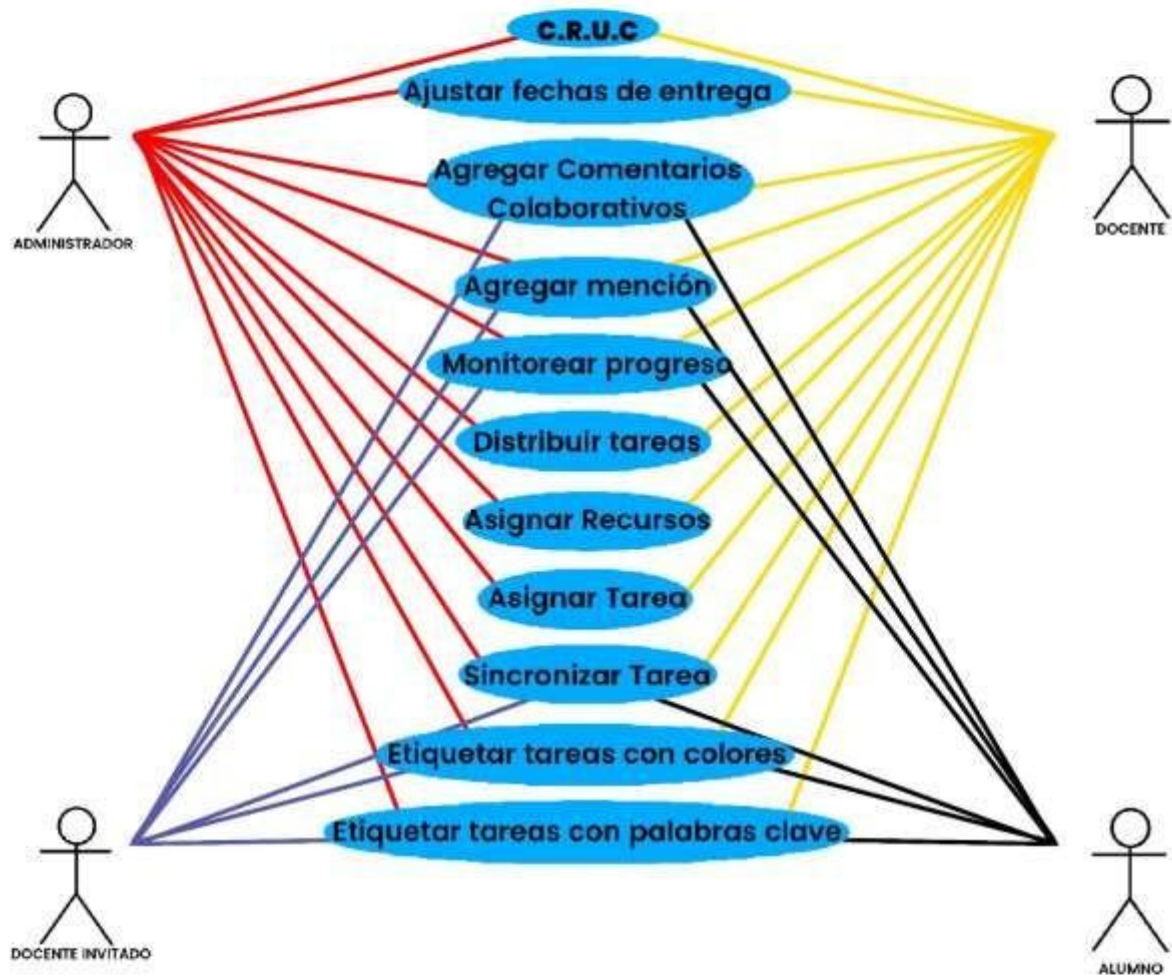 C.R.U.C
Ajustar fechas de entrega
ADMINISTRADOR
DOCENTE
Agregar Comentarios
Colaborativos
Agregar mención
Monitorear progreso
Distribuir tareas
Asignar Recursos
Asignar Tarea
Sincronizar Tarea
Etiquetar tareas con colores
Etiquetar tareas con palabras clave
DOCENTE INVITADO
ALUMNO